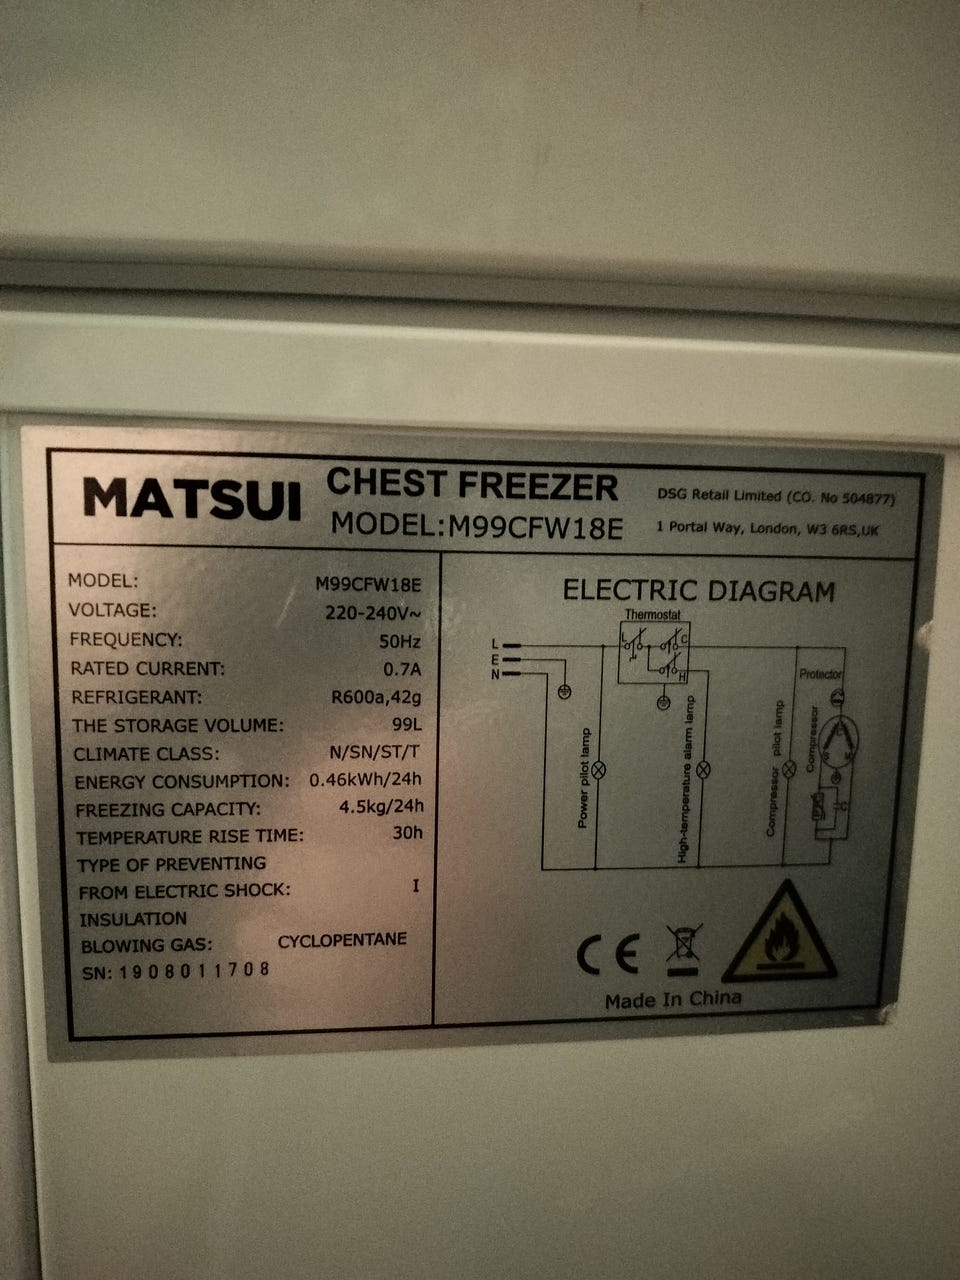 MATSUI
CHEST FREEZER
MODEL:M99CFW18E
DSG Retail Limited (CO. No 504877)
1 Portal Way, London, W3 6RS,UK
MODEL: M99CFW18E
VOLTAGE: 220-240V~
FREQUENCY: 50Hz
RATED CURRENT: 0.7A
REFRIGERANT: R600a,42g
THE STORAGE VOLUME: 99L
CLIMATE CLASS: N/SN/ST/T
ENERGY CONSUMPTION: 0.46kWh/24h
FREEZING CAPACITY: 4.5kg/24h
TEMPERATURE RISE TIME: 30h
TYPE OF PREVENTING
FROM ELECTRIC SHOCK: I
INSULATION
BLOWING GAS: CYCLOPENTANE
SN: 1908011708
ELECTRIC DIAGRAM
Thermostat
L
E
N
L
C
H
Protector
Power pilot lamp
High-temperature alarm lamp
Compressor pilot lamp
Compressor
CE
Made In China